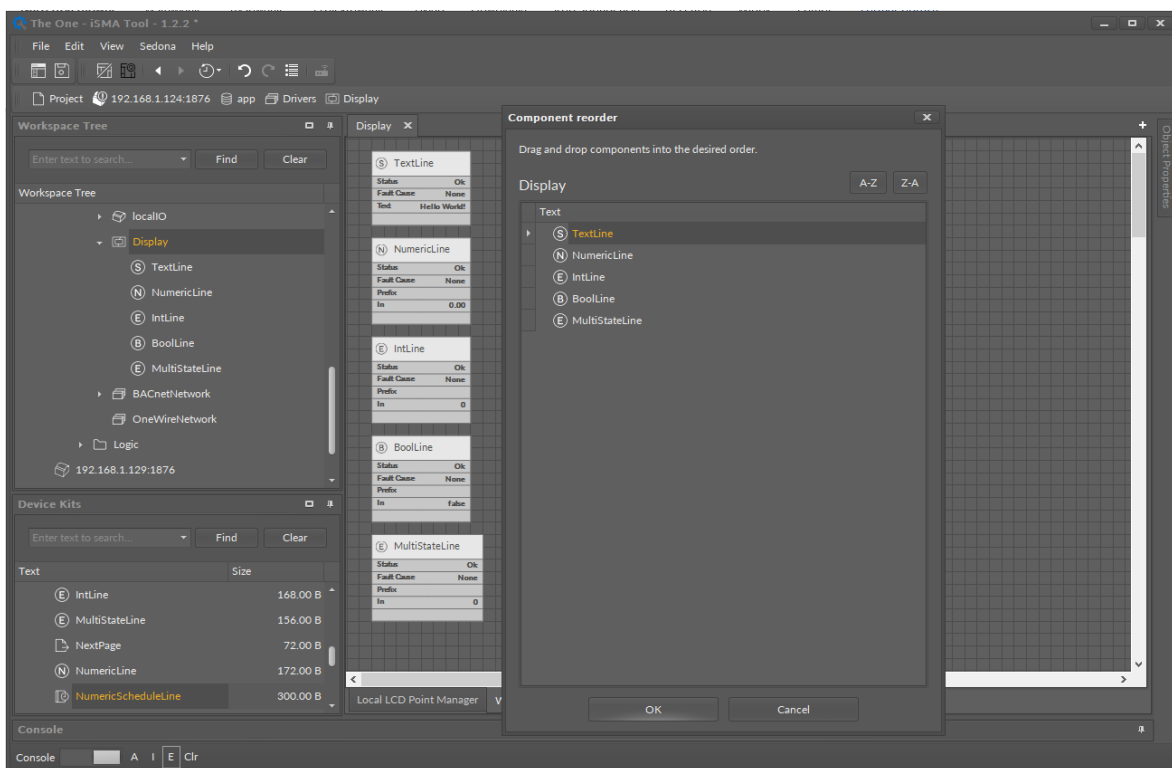 The One - iSMA Tool - 1.2.2 *
File Edit View Sedona Help
Project 192.168.1.124:1876 app Drivers Display
Workspace Tree
Enter text to search... Find Clear
Workspace Tree
localIO
Display
TextLine
NumericLine
IntLine
BoolLine
MultiStateLine
BACnetNetwork
OneWireNetwork
Logic
192.168.1.129:1876
Device Kits
Enter text to search... Find Clear
Text Size
IntLine 168.00 B
MultiStateLine 156.00 B
NextPage 72.00 B
NumericLine 172.00 B
NumericScheduleLine 300.00 B
Display
TextLine
Status Ok
Fault Cause None
Text Hello World!
NumericLine
Status Ok
Fault Cause None
Prefix
In 0.00
IntLine
Status Ok
Fault Cause None
Prefix
In 0
BoolLine
Status Ok
Fault Cause None
Prefix
In false
MultiStateLine
Status Ok
Fault Cause None
Prefix
In 0
Local LCD Point Manager
Component reorder
Drag and drop components into the desired order.
Display A-Z Z-A
Text
TextLine
NumericLine
IntLine
BoolLine
MultiStateLine
OK Cancel
Object Properties
Console
Console A I E Clr